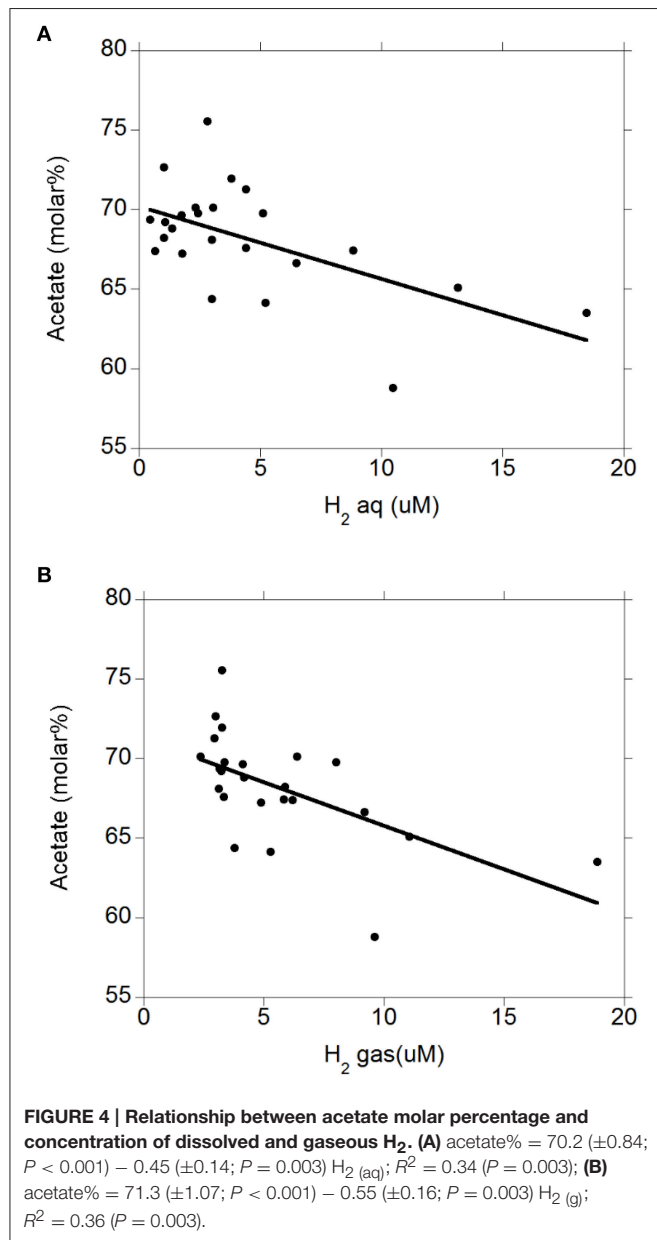 A
80
75
70
65
60
55
Acetate (molar%)
0 5 10 15 20
H₂ aq (uM)
B
80
75
70
65
60
55
Acetate (molar%)
0 5 10 15 20
H₂ gas(uM)
FIGURE 4 | Relationship between acetate molar percentage and
concentration of dissolved and gaseous H₂. (A) acetate% = 70.2 (±0.84;
P < 0.001) − 0.45 (±0.14; P = 0.003) H₂ (aq); R² = 0.34 (P = 0.003); (B)
acetate% = 71.3 (±1.07; P < 0.001) − 0.55 (±0.16; P = 0.003) H₂ (g);
R² = 0.36 (P = 0.003).